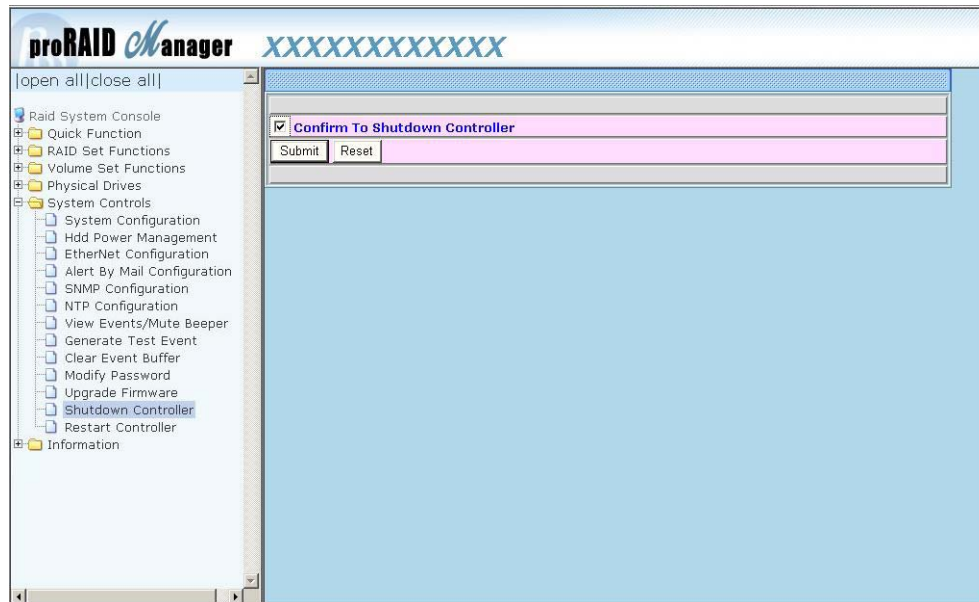 proRAID Manager XXXXXXXXXXXX
|open all|close all|
Raid System Console
Quick Function
RAID Set Functions
Volume Set Functions
Physical Drives
System Controls
System Configuration
Hdd Power Management
EtherNet Configuration
Alert By Mail Configuration
SNMP Configuration
NTP Configuration
View Events/Mute Beeper
Generate Test Event
Clear Event Buffer
Modify Password
Upgrade Firmware
Shutdown Controller
Restart Controller
Information
Confirm To Shutdown Controller
Submit Reset